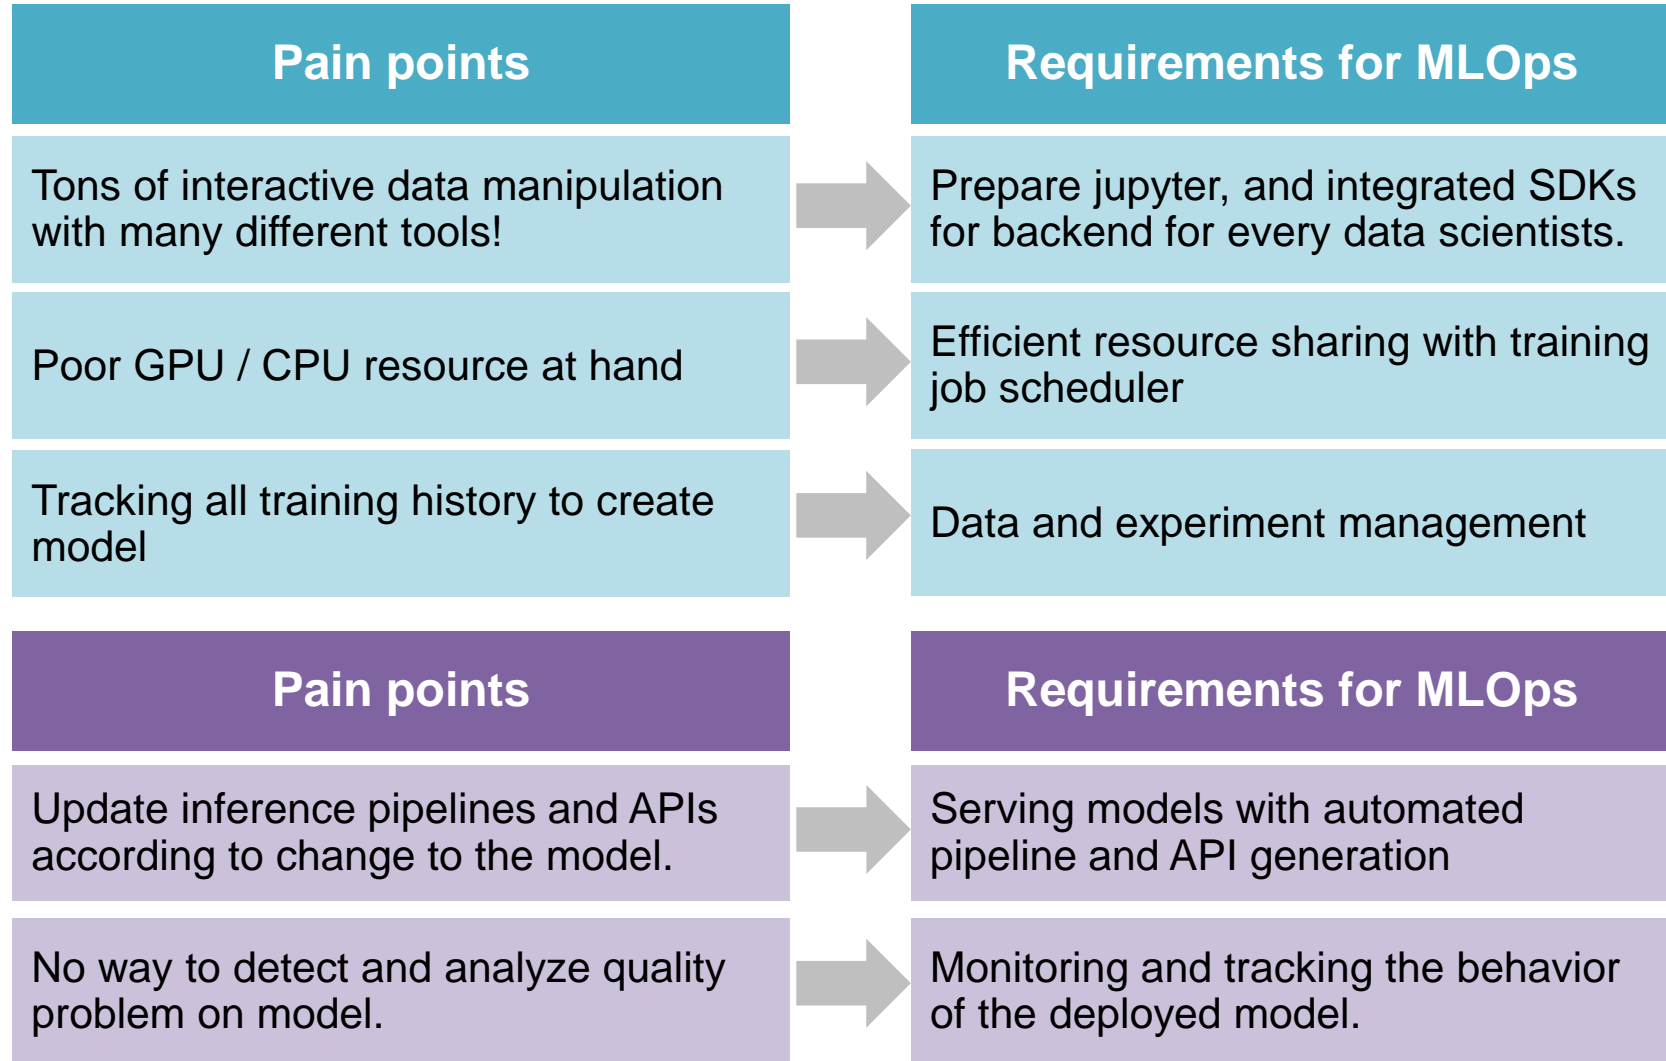 Pain points
Requirements for MLOps
Tons of interactive data manipulation
with many different tools!
Prepare jupyter, and integrated SDKs
for backend for every data scientists.
Poor GPU / CPU resource at hand
Efficient resource sharing with training
job scheduler
Tracking all training history to create
model
Data and experiment management
Pain points
Requirements for MLOps
Update inference pipelines and APIs
according to change to the model.
Serving models with automated
pipeline and API generation
No way to detect and analyze quality
problem on model.
Monitoring and tracking the behavior
of the deployed model.